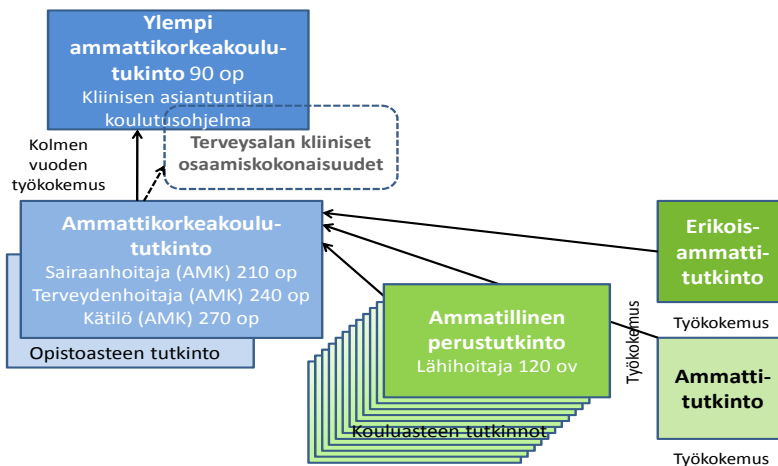 Ylempi
ammattikorkeakoulu-
tutkinto 90 op
Kliinisen asiantuntijan
koulutusohjelma
Terveysalan kliiniset
osaamiskokonaisuudet
Kolmen
vuoden
työkokemus
Ammattikorkeakoulu-
tutkinto
Sairaanhoitaja (AMK) 210 op
Terveydenhoitaja (AMK) 240 op
Kätilö (AMK) 270 op
Opistoasteen tutkinto
Ammatillinen
perustutkinto
Lähihoitaja 120 ov
Kouluasteen tutkinnot
Työkokemus
Erikois-
ammatti-
tutkinto
Työkokemus
Ammatti-
tutkinto
Työkokemus